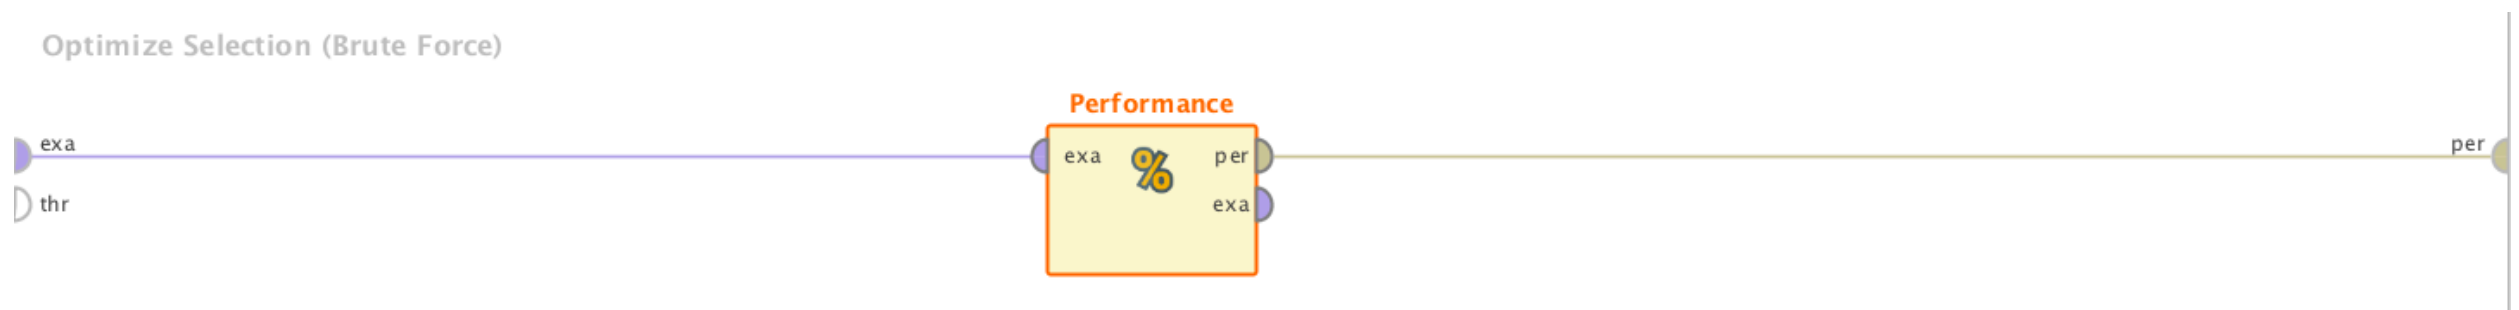 Optimize Selection (Brute Force)
Performance
exa
exa
per
per
thr
exa